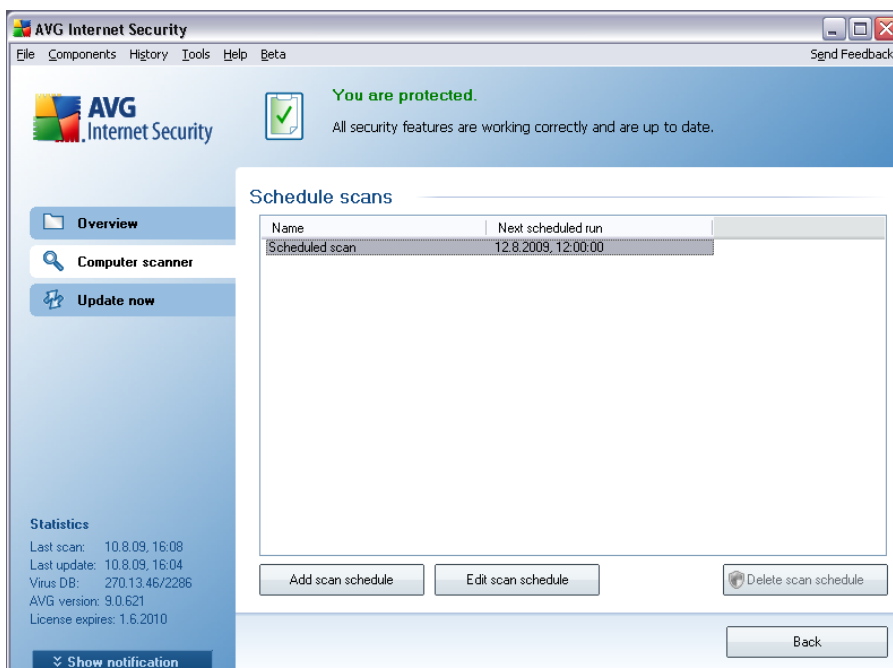 AVG Internet Security
File Components History Tools Help Beta Send Feedback
AVG
Internet Security
You are protected.
All security features are working correctly and are up to date.
Schedule scans
Overview
Computer scanner
Update now
Name Next scheduled run
Scheduled scan 12.8.2009, 12:00:00
Statistics
Last scan: 10.8.09, 16:08
Last update: 10.8.09, 16:04
Virus DB: 270.13.46/2286
AVG version: 9.0.621
License expires: 1.6.2010
Show notification
Add scan schedule Edit scan schedule Delete scan schedule
Back